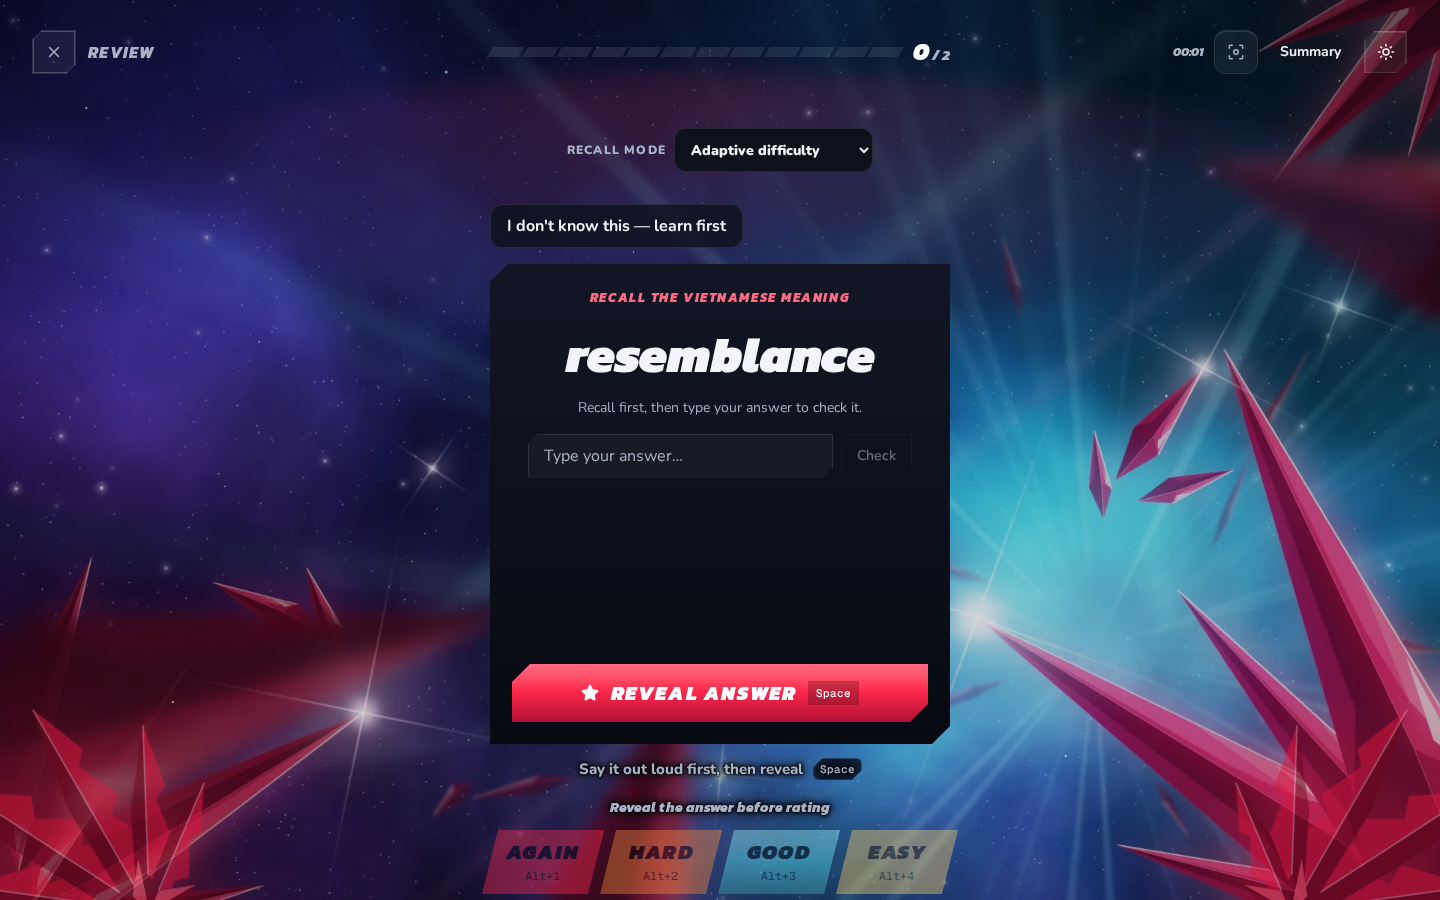 REVIEW
0 / 2
00:01
Summary
RECALL MODE
Adaptive difficulty
I don't know this — learn first
RECALL THE VIETNAMESE MEANING
resemblance
Recall first, then type your answer to check it.
Type your answer...
Check
REVEAL ANSWER Space
Say it out loud first, then reveal Space
Reveal the answer before rating
AGAIN HARD GOOD EASY
Alt+1 Alt+2 Alt+3 Alt+4